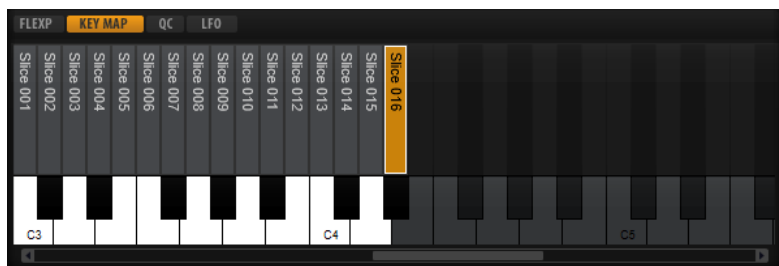 FLEXP KEY MAP QC LFO
Slice 001
Slice 002
Slice 003
Slice 004
Slice 005
Slice 006
Slice 007
Slice 008
Slice 009
Slice 010
Slice 011
Slice 012
Slice 013
Slice 014
Slice 015
Slice 016
C3 C4 C5